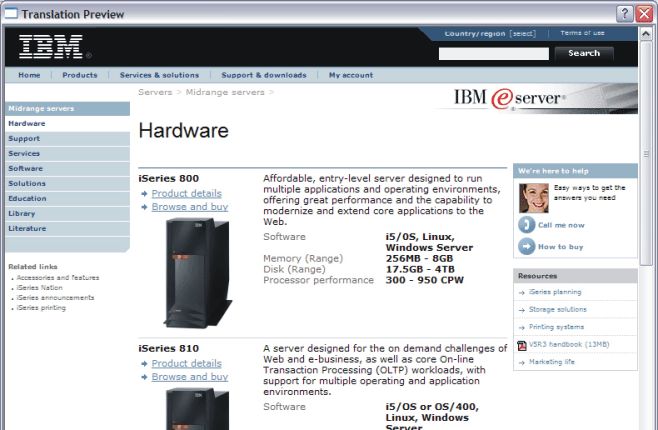 Translation Preview
IBM
Country/region [select]
Terms of use
Search
Home
Products
Services & solutions
Support & downloads
My account
Midrange servers
Hardware
Support
Services
Software
Solutions
Education
Library
Literature
Related links
Accessories and features
iSeries Nation
iSeries announcements
iSeries printing
Servers > Midrange servers >
IBM e server
Hardware
iSeries 800
Product details
Browse and buy
Affordable, entry-level server designed to run
multiple applications and operating environments,
offering great performance and the capability to
modernize and extend core applications to the
Web.
Software i5/OS, Linux,
Windows Server
Memory (Range) 256MB - 8GB
Disk (Range) 17.5GB - 4TB
Processor performance 300 - 950 CPW
iSeries 810
Product details
Browse and buy
A server designed for the on demand challenges of
Web and e-business, as well as core On-line
Transaction Processing (OLTP) workloads, with
support for multiple operating and application
environments.
Software i5/OS or OS/400,
Linux, Windows
Server
We're here to help
Easy ways to get the
answers you need
Call me now
How to buy
Resources
iSeries planning
Storage solutions
Printing systems
V5R3 handbook (13MB)
Marketing life